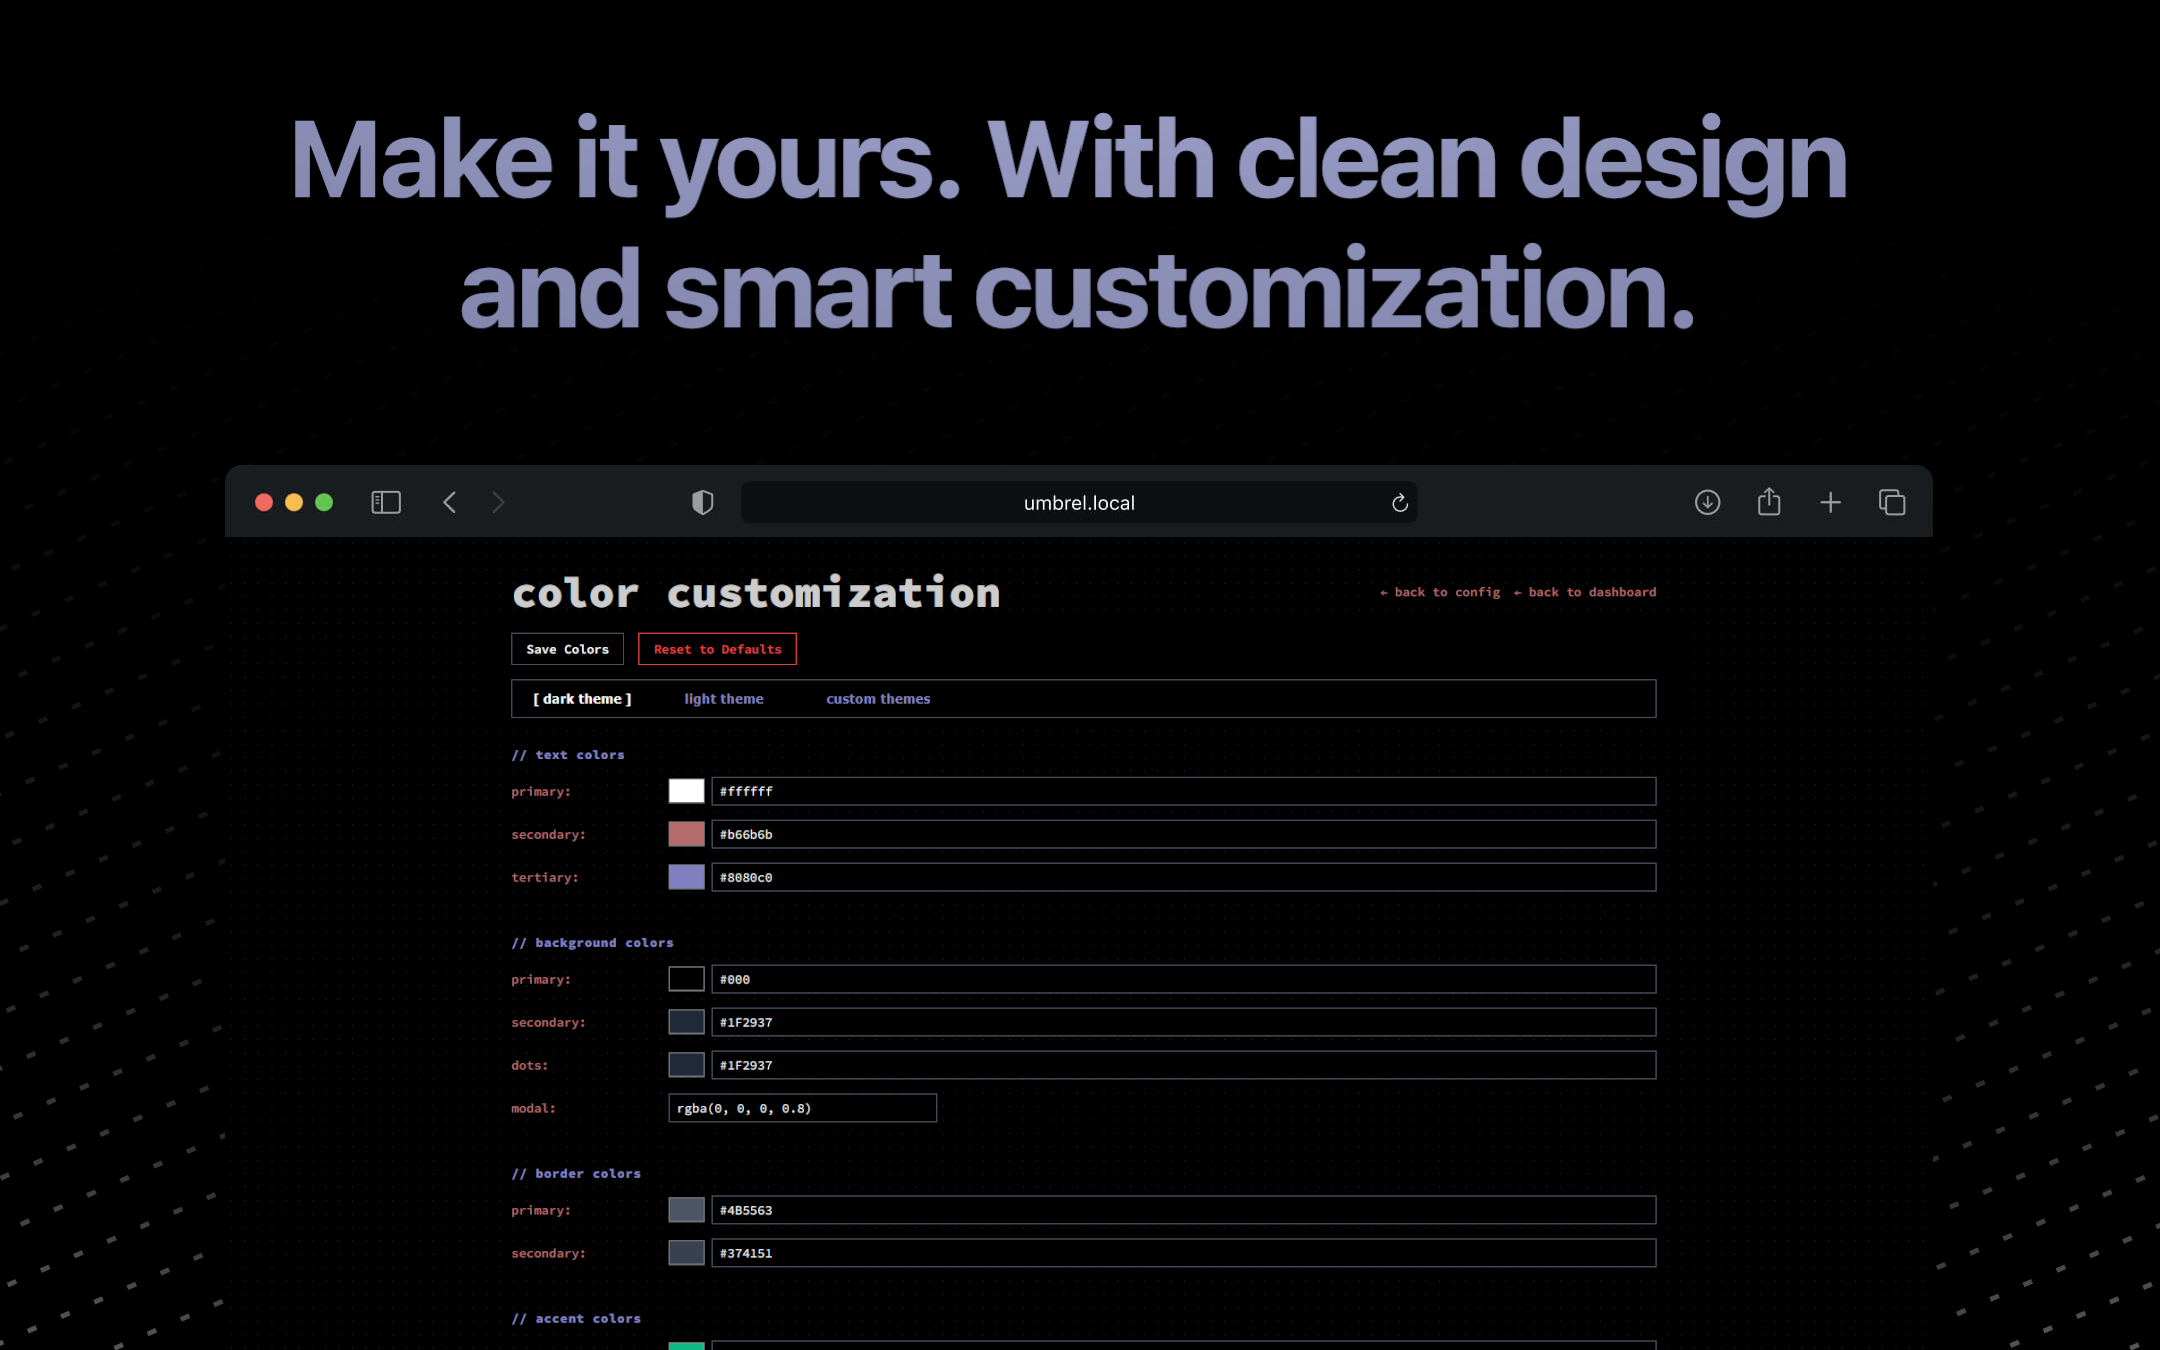 Make it yours. With clean design
and smart customization.
umbrel.local
color customization
← back to config ← back to dashboard
Save Colors
Reset to Defaults
[ dark theme ] light theme custom themes
// text colors
primary: #ffffff
secondary: #b66b6b
tertiary: #8080c0
// background colors
primary: #000
secondary: #1F2937
dots: #1F2937
modal: rgba(0, 0, 0, 0.8)
// border colors
primary: #4B5563
secondary: #374151
// accent colors